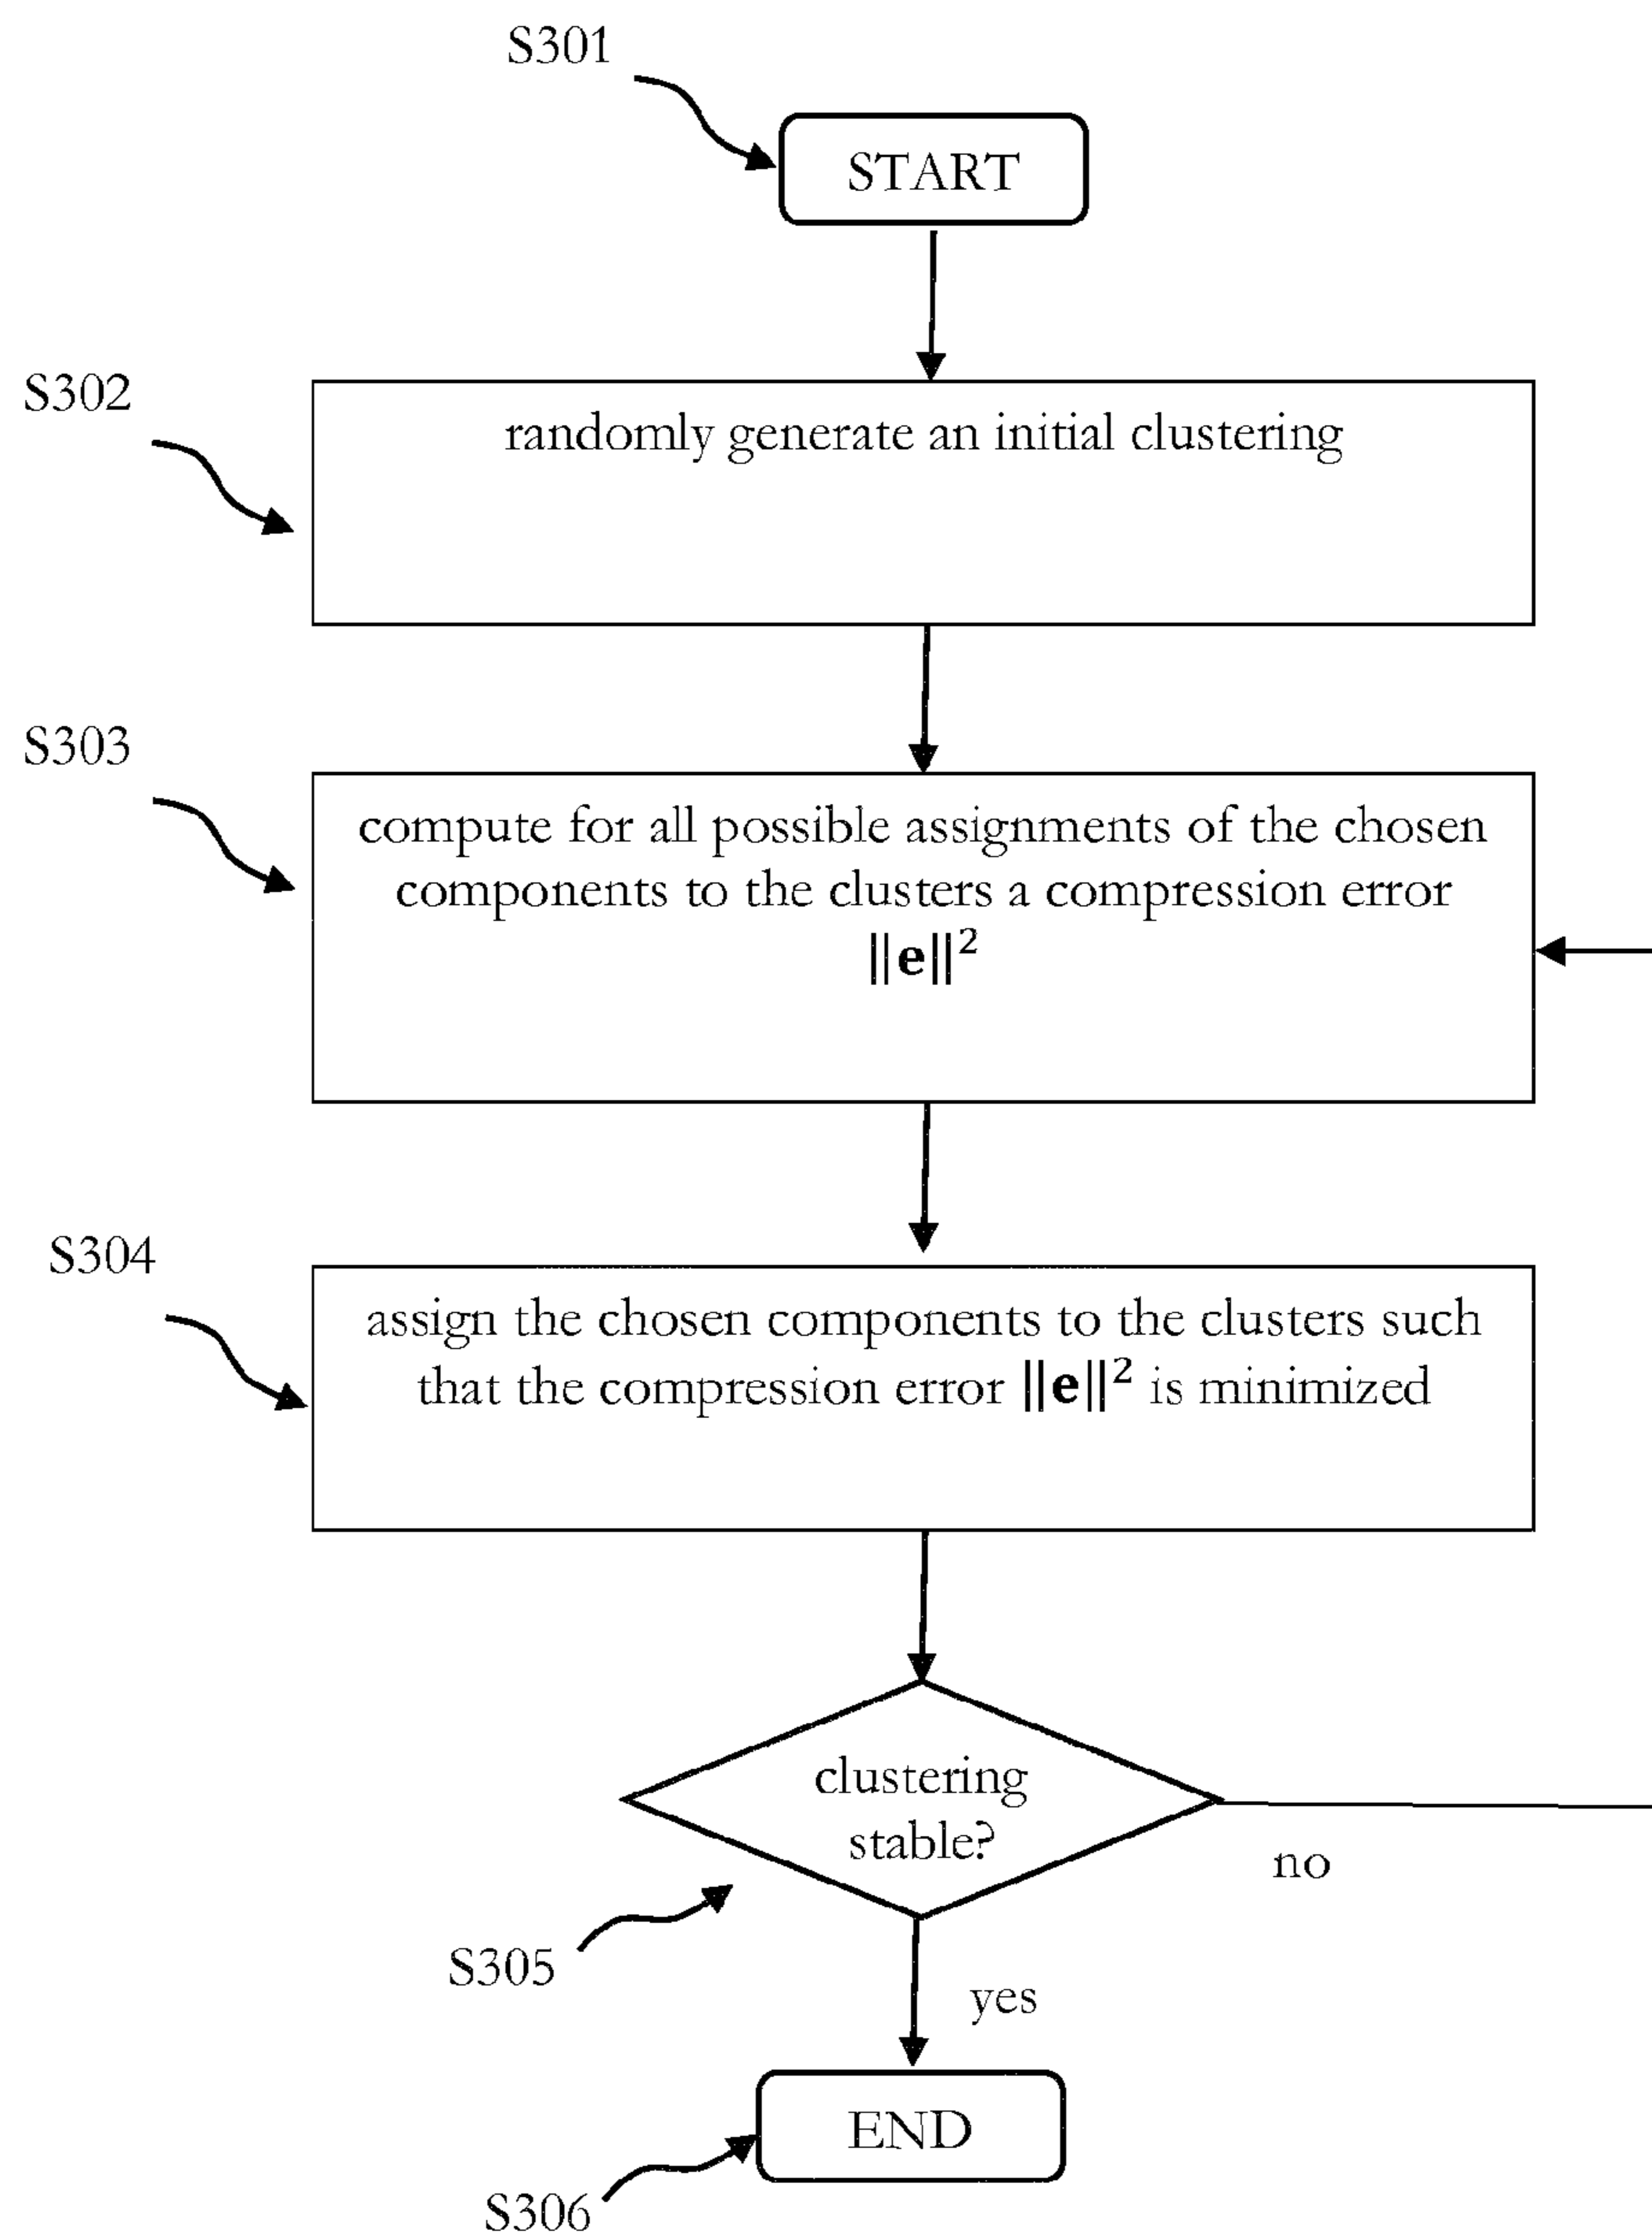 S301
START
S302
randomly generate an initial clustering
S303
compute for all possible assignments of the chosen
components to the clusters a compression error
||𝐞||²
S304
assign the chosen components to the clusters such
that the compression error ||𝐞||² is minimized
clustering
stable?
no
S305
yes
END
S306